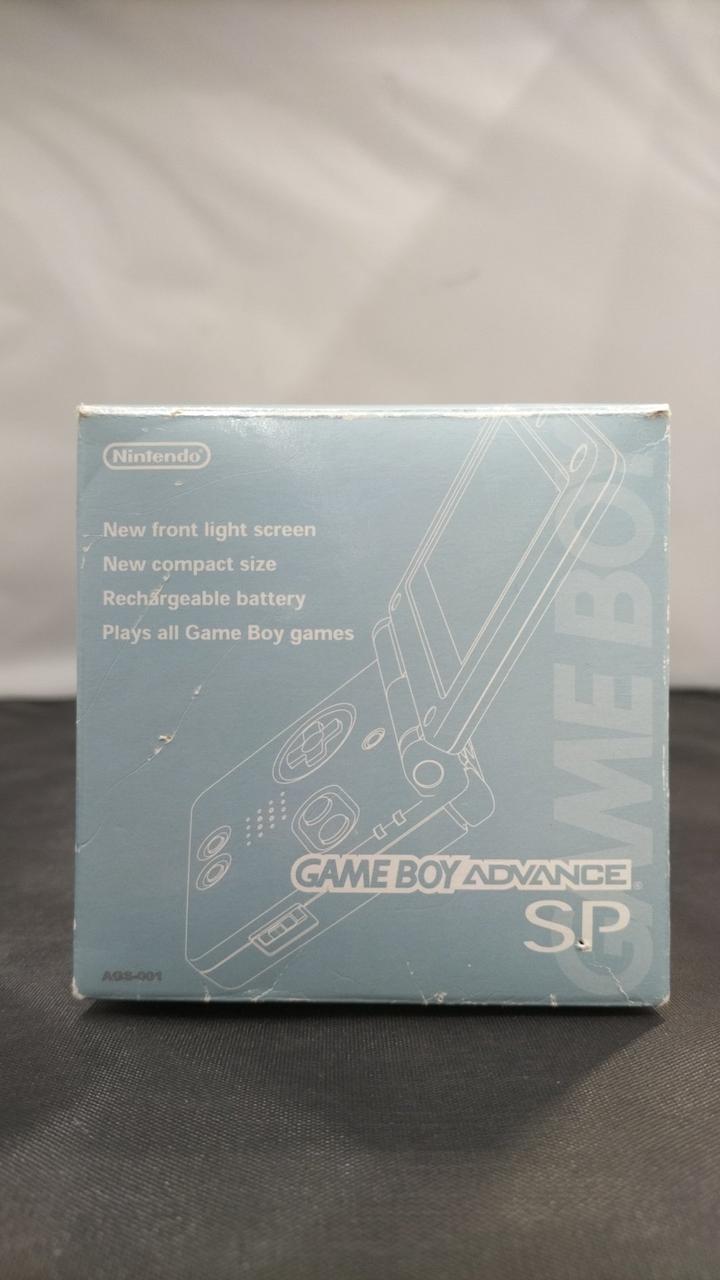 Nintendo®
New front light screen
New compact size
Rechargeable battery
Plays all Game Boy games
GAME BOY
GAME BOY ADVANCE®
SP
AGS-001